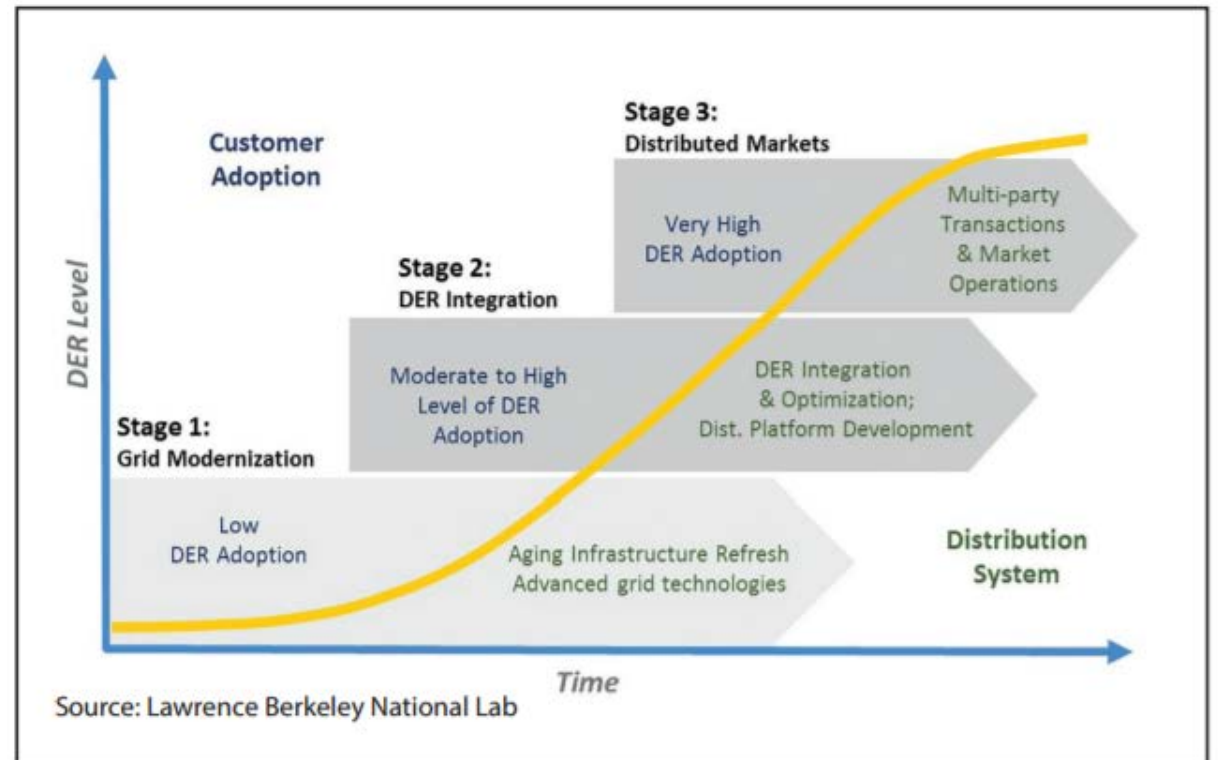 Customer
Adoption
Stage 3:
Distributed Markets
Very High
DER Adoption
Multi-party
Transactions
& Market
Operations
Stage 2:
DER Integration
Moderate to High
Level of DER
Adoption
DER Integration
& Optimization;
Dist. Platform Development
Stage 1:
Grid Modernization
Low
DER Adoption
Aging Infrastructure Refresh
Advanced grid technologies
Distribution
System
DER Level
Time
Source: Lawrence Berkeley National Lab